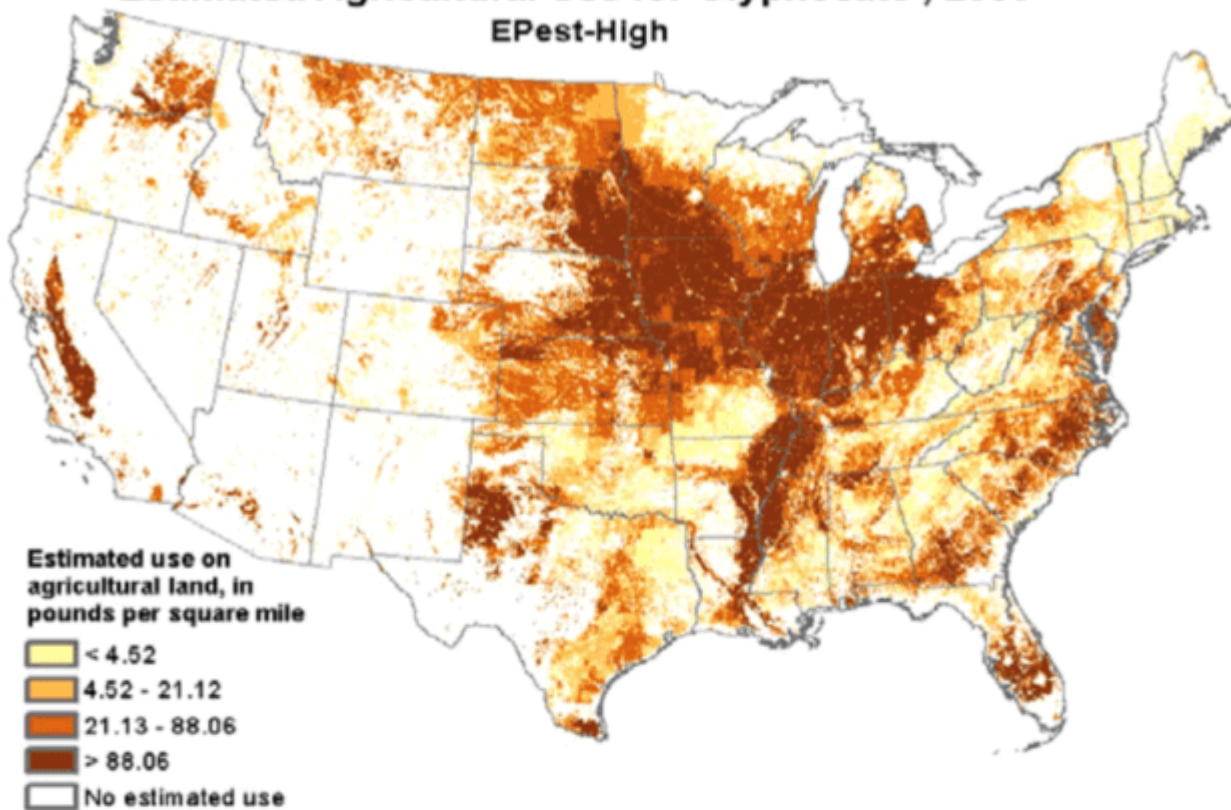 EPest-High
Estimated use on
agricultural land, in
pounds per square mile
< 4.52
4.52 - 21.12
21.13 - 88.06
> 88.06
No estimated use